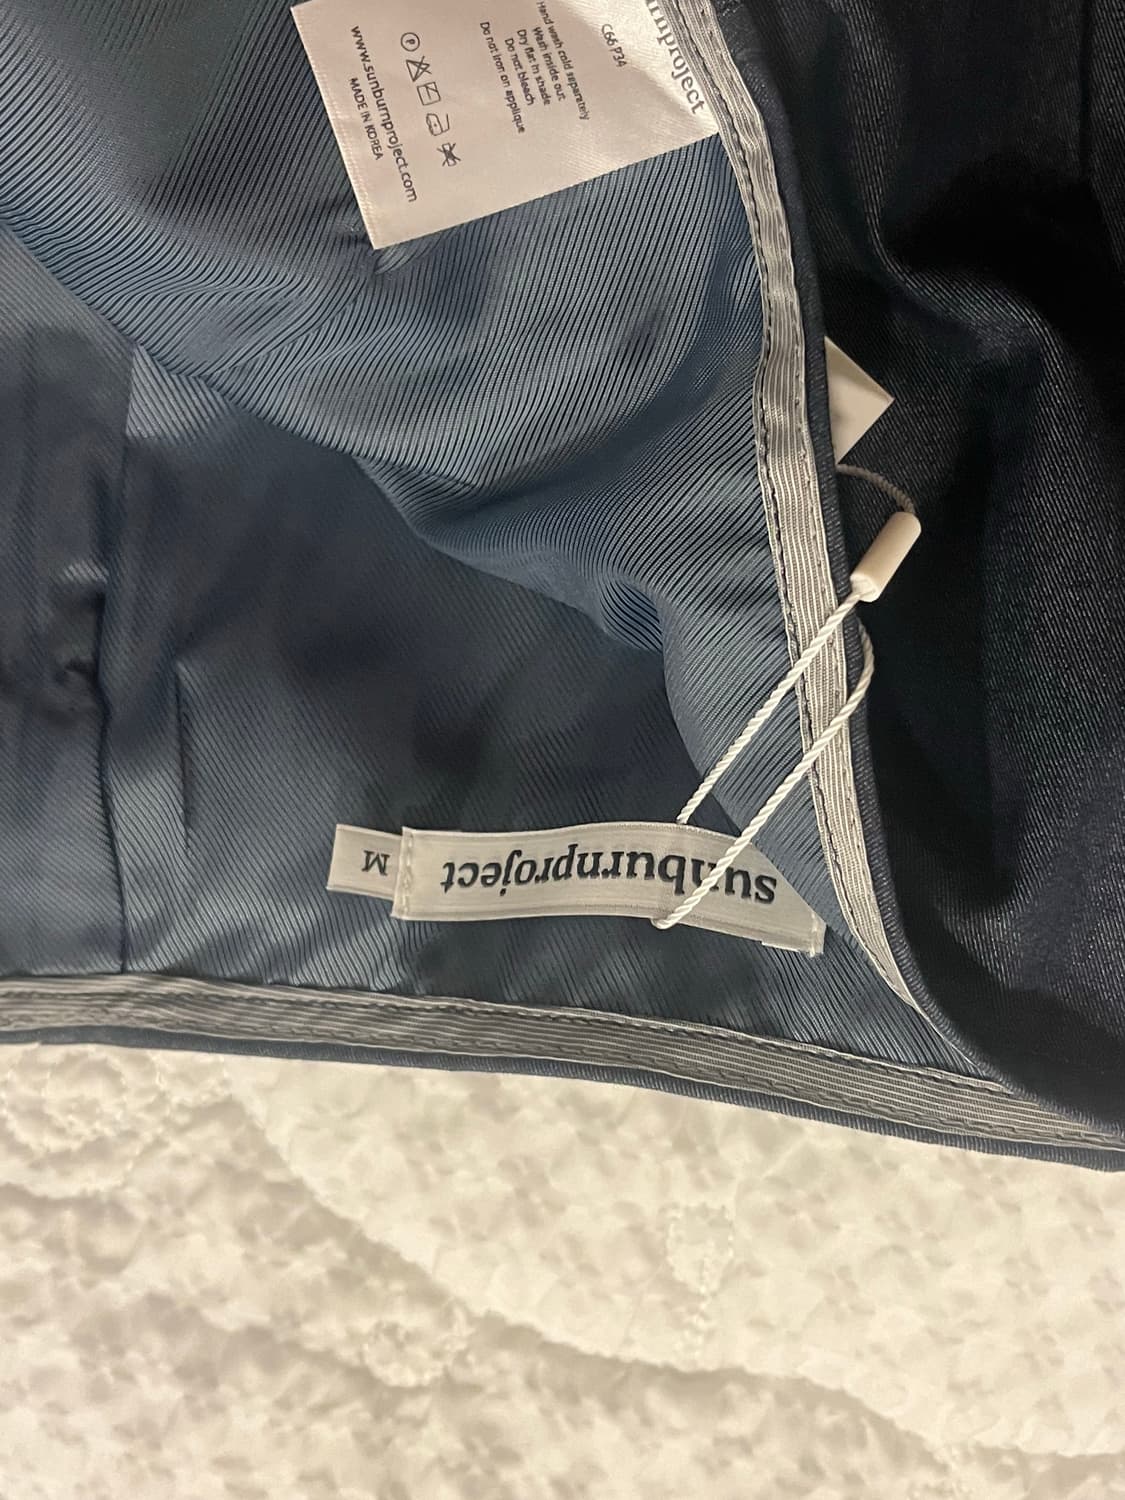 unproject
C66 P34
Hand wash cold separately
Wash inside out
Dry flat in shade
Do not bleach
Do not iron on applique
www.sunburnproject.com
MADE IN KOREA
sunburnproject
M